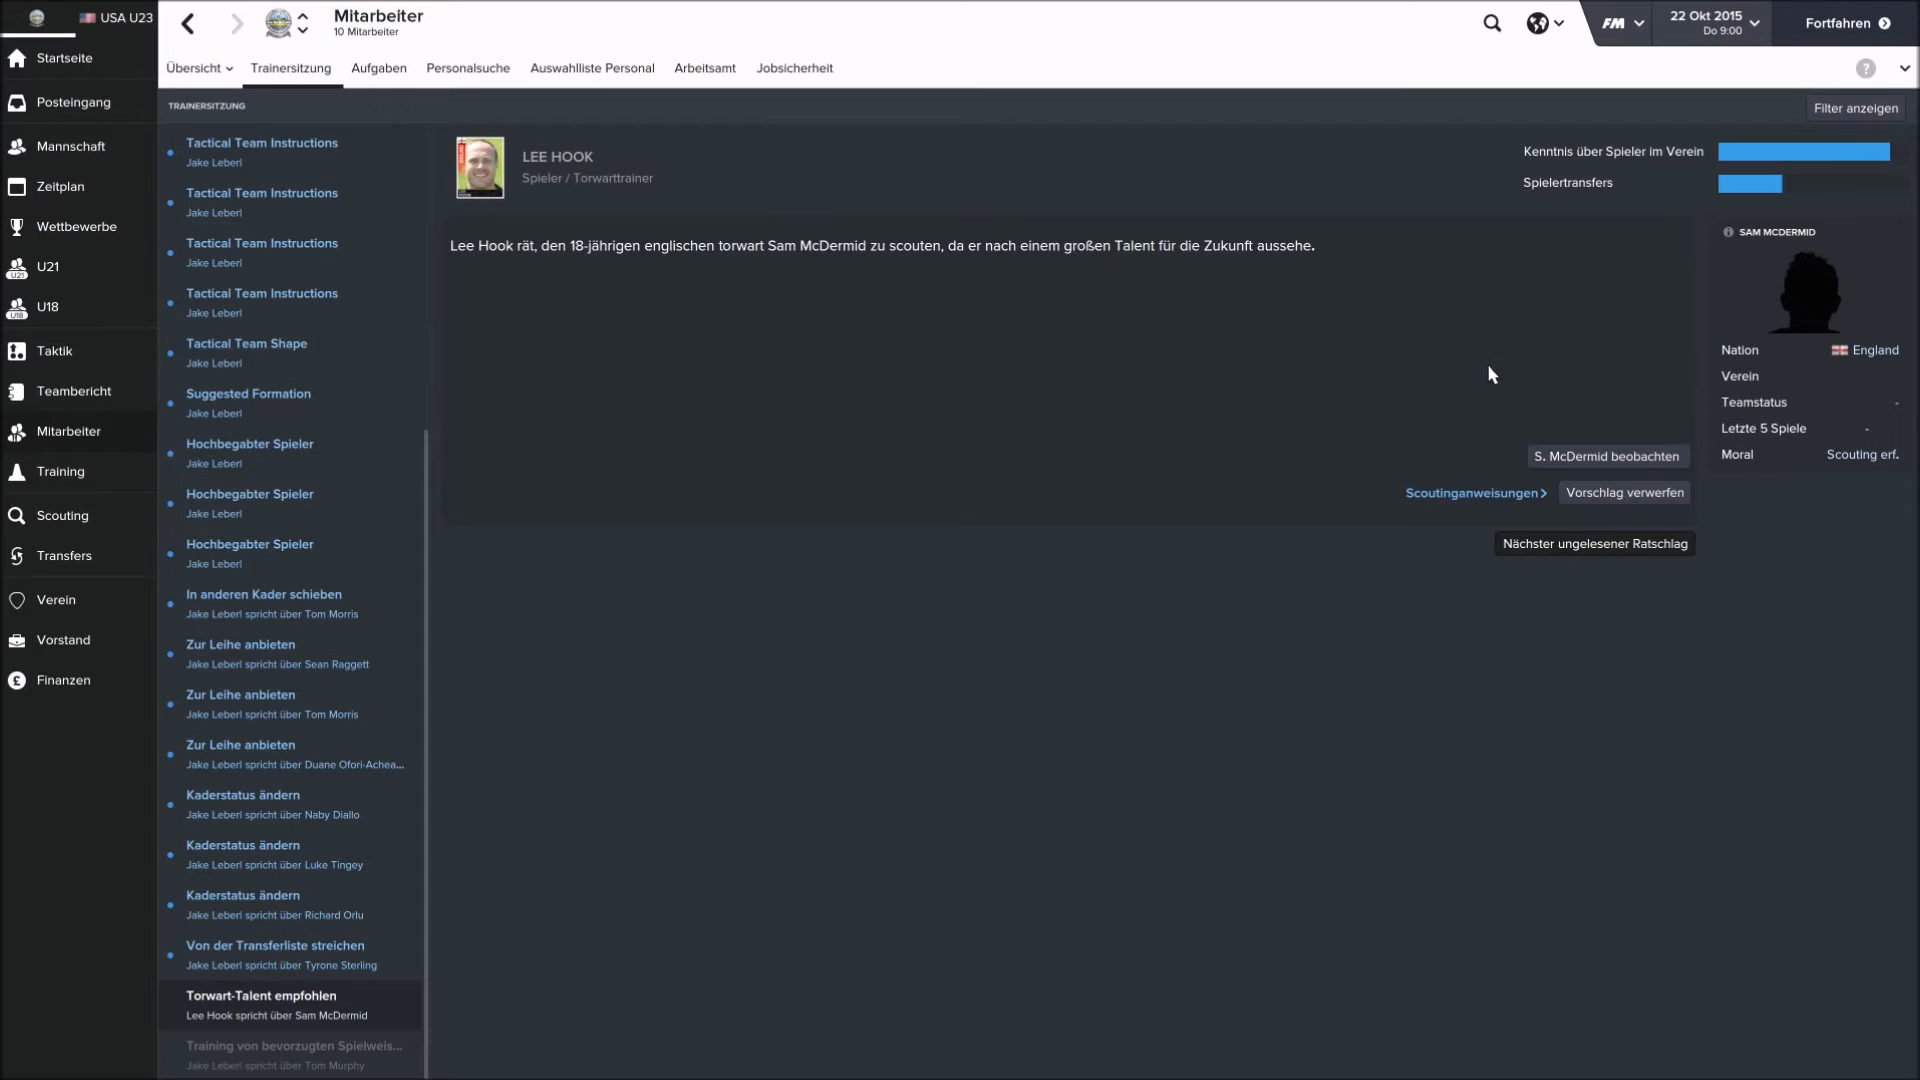 USA U23
Mitarbeiter
10 Mitarbeiter
FM
22 Okt 2015
Do 9:00
Fortfahren
Startseite
Posteingang
Mannschaft
Zeitplan
Wettbewerbe
U21
U21
U18
U18
Taktik
Teambericht
Mitarbeiter
Training
Scouting
Transfers
Verein
Vorstand
Finanzen
Übersicht
Trainersitzung
Aufgaben
Personalsuche
Auswahlliste Personal
Arbeitsamt
Jobsicherheit
?
TRAINERSITZUNG
Filter anzeigen
Tactical Team Instructions
Jake Leberl
Tactical Team Instructions
Jake Leberl
Tactical Team Instructions
Jake Leberl
Tactical Team Instructions
Jake Leberl
Tactical Team Shape
Jake Leberl
Suggested Formation
Jake Leberl
Hochbegabter Spieler
Jake Leberl
Hochbegabter Spieler
Jake Leberl
Hochbegabter Spieler
Jake Leberl
In anderen Kader schieben
Jake Leberl spricht über Tom Morris
Zur Leihe anbieten
Jake Leberl spricht über Sean Raggett
Zur Leihe anbieten
Jake Leberl spricht über Tom Morris
Zur Leihe anbieten
Jake Leberl spricht über Duane Ofori-Achea...
Kaderstatus ändern
Jake Leberl spricht über Naby Diallo
Kaderstatus ändern
Jake Leberl spricht über Luke Tingey
Kaderstatus ändern
Jake Leberl spricht über Richard Orlu
Von der Transferliste streichen
Jake Leberl spricht über Tyrone Sterling
Torwart-Talent empfohlen
Lee Hook spricht über Sam McDermid
Training von bevorzugten Spielweis...
Jake Leberl spricht über Tom Murphy
LEE HOOK
Spieler / Torwarttrainer
Kenntnis über Spieler im Verein
Spielertransfers
Lee Hook rät, den 18-jährigen englischen torwart Sam McDermid zu scouten, da er nach einem großen Talent für die Zukunft aussehe.
S. McDermid beobachten
Scoutinganweisungen
Vorschlag verwerfen
Nächster ungelesener Ratschlag
SAM MCDERMID
Nation England
Verein
Teamstatus -
Letzte 5 Spiele -
Moral Scouting erf.